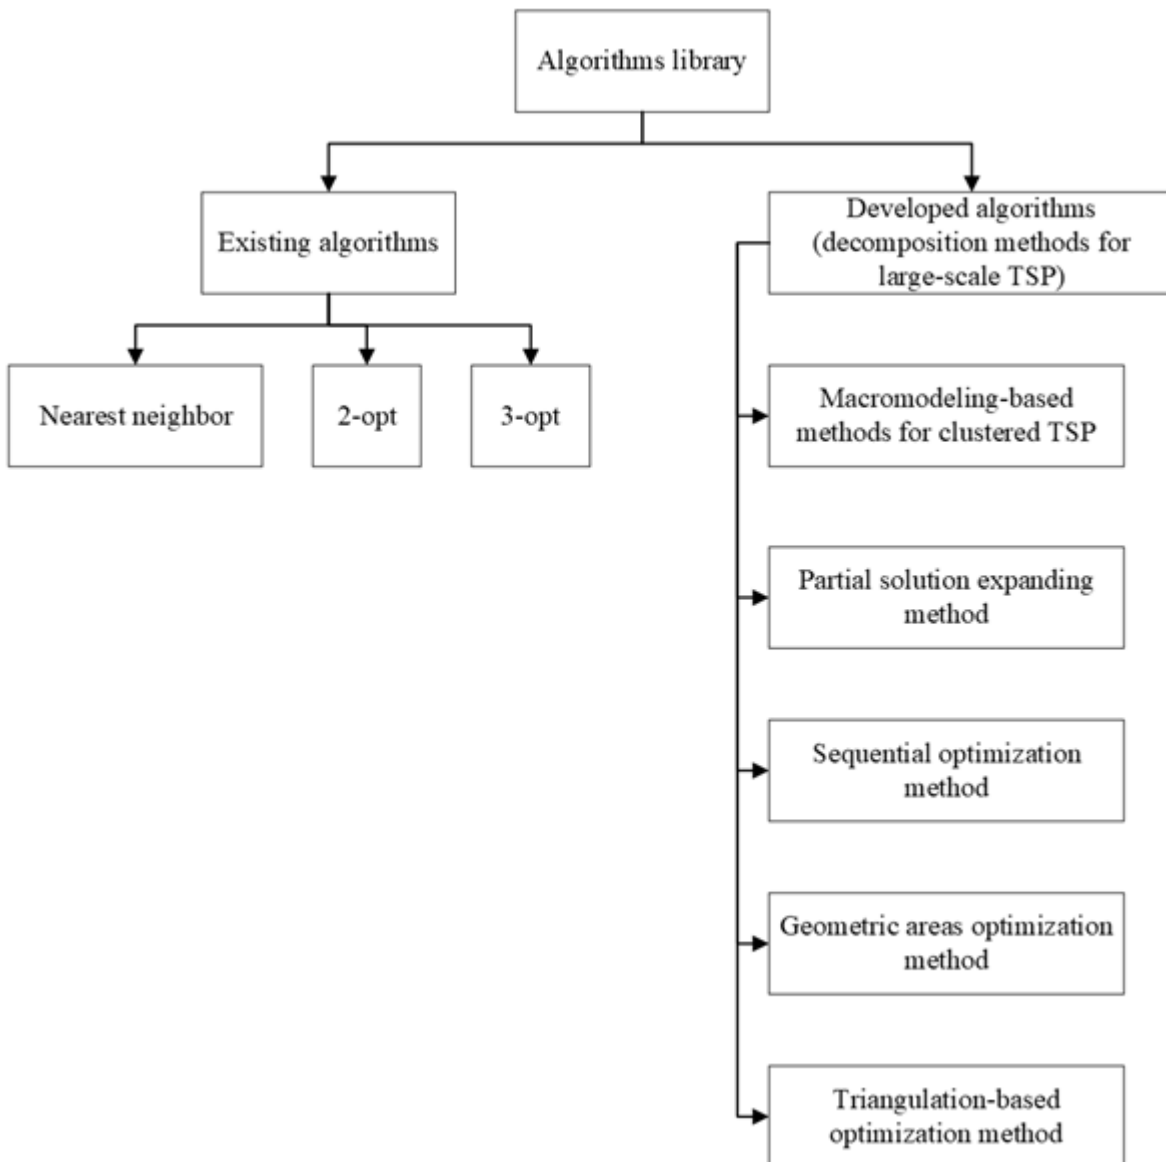 Algorithms library
Existing algorithms
Developed algorithms
(decomposition methods for
large-scale TSP)
Nearest neighbor
2-opt
3-opt
Macromodeling-based
methods for clustered TSP
Partial solution expanding
method
Sequential optimization
method
Geometric areas optimization
method
Triangulation-based
optimization method